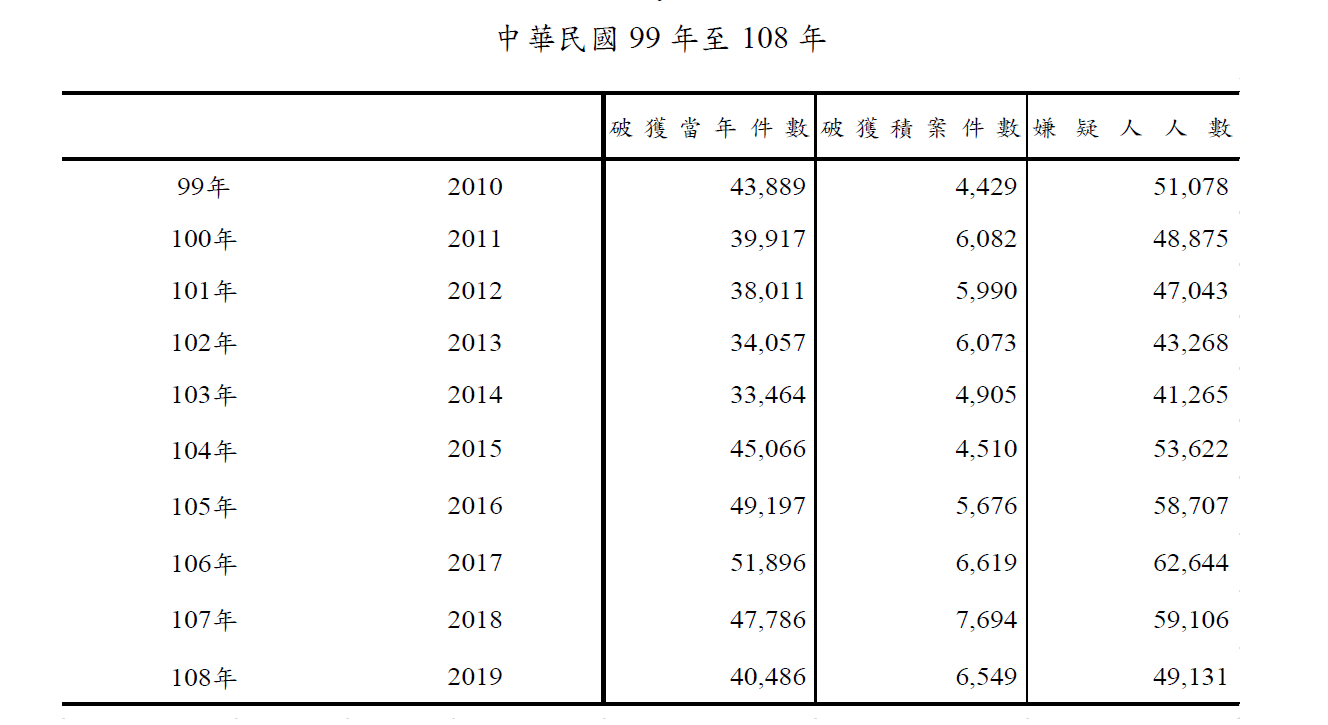 中華民國 99 年至 108 年
破獲當年件數 破獲積案件數 嫌疑人人數
99年 2010 43,889 4,429 51,078
100年 2011 39,917 6,082 48,875
101年 2012 38,011 5,990 47,043
102年 2013 34,057 6,073 43,268
103年 2014 33,464 4,905 41,265
104年 2015 45,066 4,510 53,622
105年 2016 49,197 5,676 58,707
106年 2017 51,896 6,619 62,644
107年 2018 47,786 7,694 59,106
108年 2019 40,486 6,549 49,131